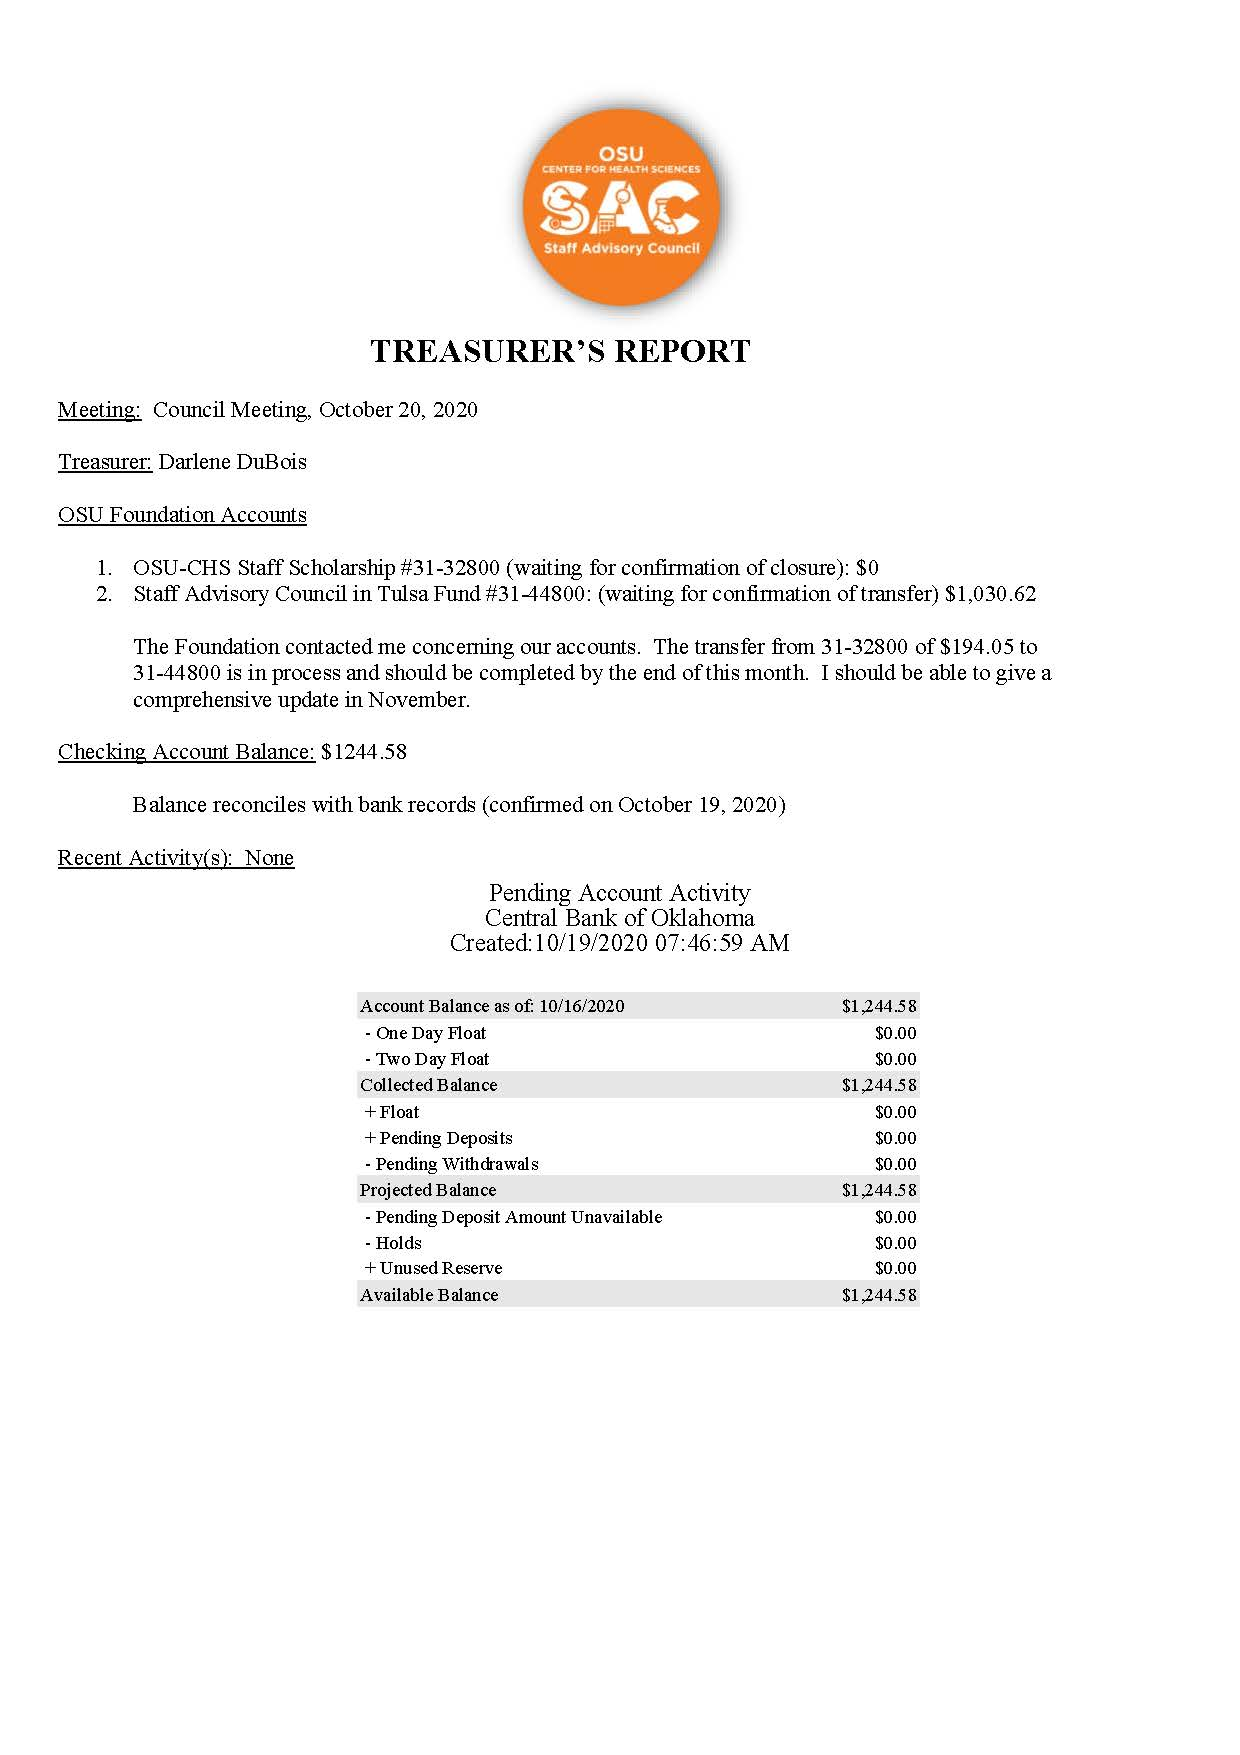 OSU
CENTER FOR HEALTH SCIENCES
SAC
Staff Advisory Council
TREASURER’S REPORT
Meeting:  Council Meeting, October 20, 2020
Treasurer: Darlene DuBois
OSU Foundation Accounts
1. OSU-CHS Staff Scholarship #31-32800 (waiting for confirmation of closure): $0
2. Staff Advisory Council in Tulsa Fund #31-44800: (waiting for confirmation of transfer) $1,030.62
The Foundation contacted me concerning our accounts.  The transfer from 31-32800 of $194.05 to
31-44800 is in process and should be completed by the end of this month.  I should be able to give a
comprehensive update in November.
Checking Account Balance: $1244.58
Balance reconciles with bank records (confirmed on October 19, 2020)
Recent Activity(s):  None
Pending Account Activity
Central Bank of Oklahoma
Created:10/19/2020 07:46:59 AM
Account Balance as of: 10/16/2020 $1,244.58
- One Day Float $0.00
- Two Day Float $0.00
Collected Balance $1,244.58
+ Float $0.00
+ Pending Deposits $0.00
- Pending Withdrawals $0.00
Projected Balance $1,244.58
- Pending Deposit Amount Unavailable $0.00
- Holds $0.00
+ Unused Reserve $0.00
Available Balance $1,244.58